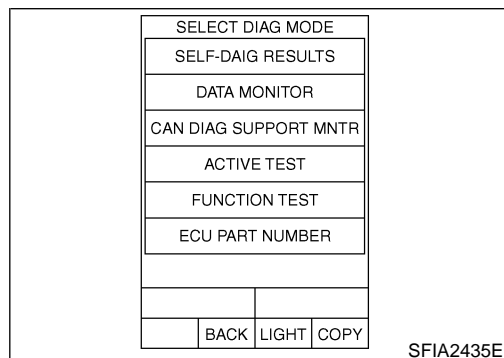 SELECT DIAG MODE
SELF-DAIG RESULTS
DATA MONITOR
CAN DIAG SUPPORT MNTR
ACTIVE TEST
FUNCTION TEST
ECU PART NUMBER
BACK LIGHT COPY
SFIA2435E